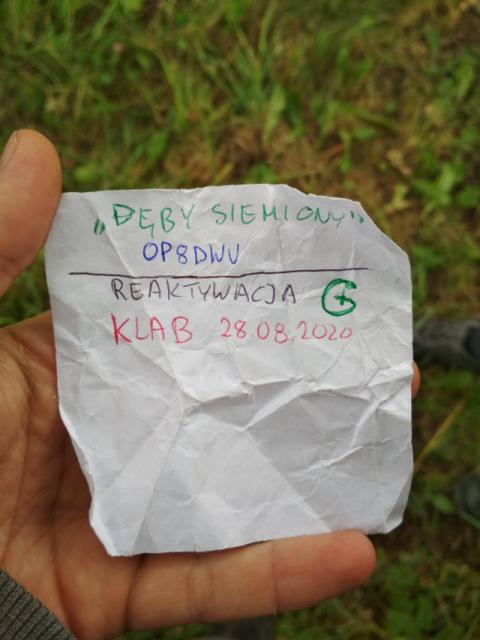 „DĘBY SIEMIONY”
OP8DWU
REAKTYWACJA G
KLAB 28.08.2020